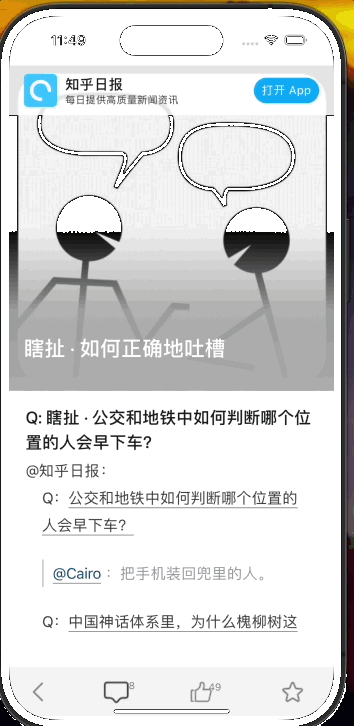 11:49
知乎日报
每日提供高质量新闻资讯
打开 App
瞎扯 · 如何正确地吐槽
Q: 瞎扯 · 公交和地铁中如何判断哪个位
置的人会早下车？
@知乎日报：
Q：公交和地铁中如何判断哪个位置的
人会早下车？
@Cairo ：把手机装回兜里的人。
Q：中国神话体系里，为什么槐柳树这
8
49